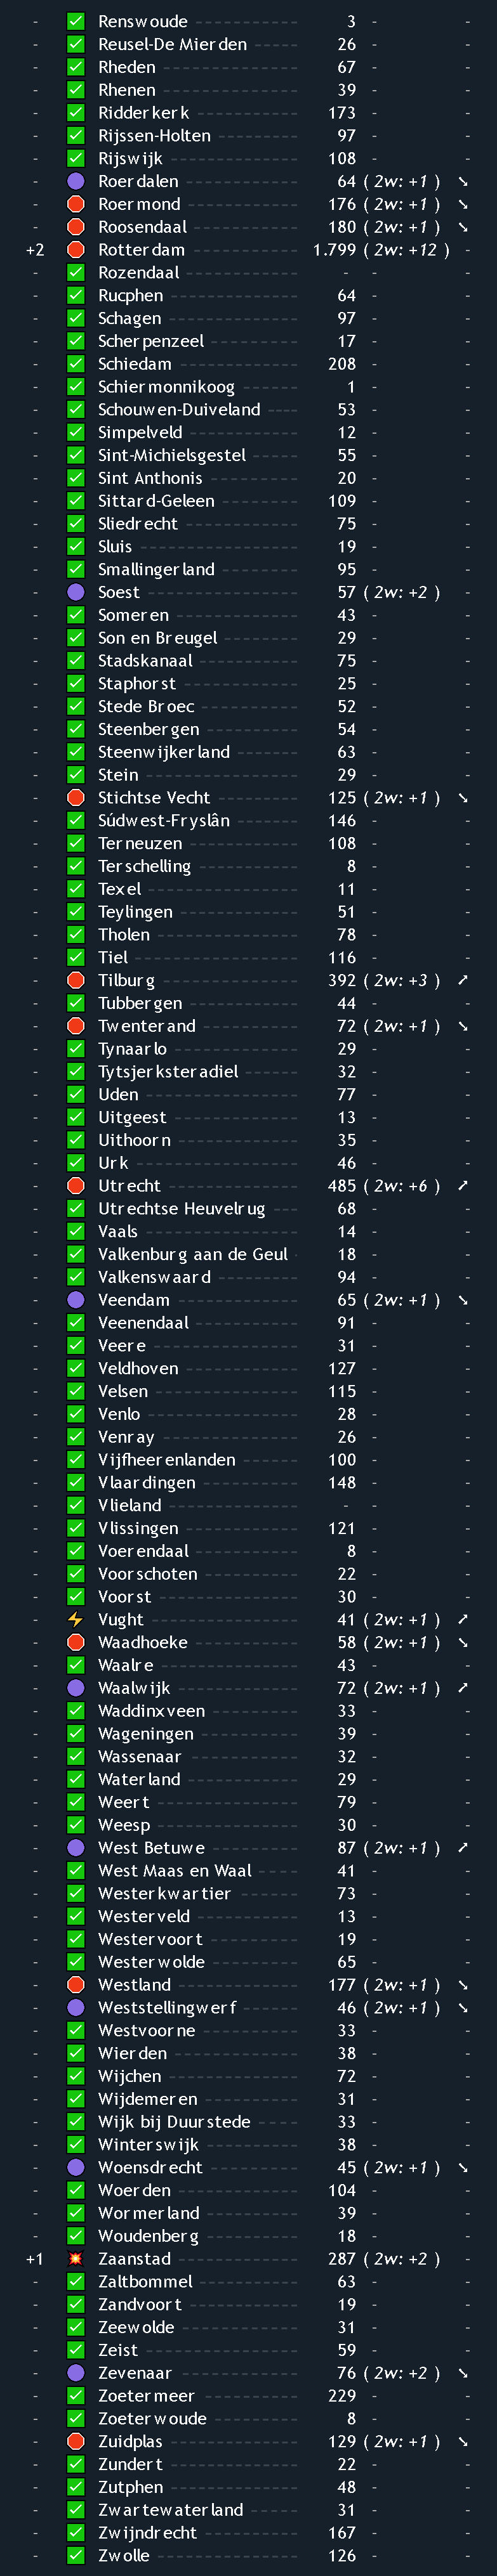 - ✅ Renswoude ---------- 3 -
- ✅ Reusel-De Mierden ----- 26 -
- ✅ Rheden ------------- 67 -
- ✅ Rhenen ------------- 39 -
- ✅ Ridderkerk ---------- 173 -
- ✅ Rijssen-Holten -------- 97 -
- ✅ Rijswijk ------------- 108 -
- 🟣 Roerdalen ----------- 64 ( 2w: +1 ) ➘
- 🛑 Roermond ----------- 176 ( 2w: +1 ) ➘
- 🛑 Roosendaal ---------- 180 ( 2w: +1 ) ➘
+2 🛑 Rotterdam ---------- 1.799 ( 2w: +12 ) -
- ✅ Rozendaal ----------- - -
- ✅ Rucphen ------------ 64 -
- ✅ Schagen ------------ 97 -
- ✅ Scherpenzeel -------- 17 -
- ✅ Schiedam ----------- 208 -
- ✅ Schiermonnikoog ----- 1 -
- ✅ Schouwen-Duiveland --- 53 -
- ✅ Simpelveld ---------- 12 -
- ✅ Sint-Michielsgestel ---- 55 -
- ✅ Sint Anthonis -------- 20 -
- ✅ Sittard-Geleen ------- 109 -
- ✅ Sliedrecht ----------- 75 -
- ✅ Sluis --------------- 19 -
- ✅ Smallingerland ------- 95 -
- 🟣 Soest -------------- 57 ( 2w: +2 ) -
- ✅ Someren ------------ 43 -
- ✅ Son en Breugel ------- 29 -
- ✅ Stadskanaal --------- 75 -
- ✅ Staphorst ----------- 25 -
- ✅ Stede Broec --------- 52 -
- ✅ Steenbergen --------- 54 -
- ✅ Steenwijkerland ------ 63 -
- ✅ Stein --------------- 29 -
- 🛑 Stichtse Vecht ------- 125 ( 2w: +1 ) ➘
- ✅ Súdwest-Fryslân ------ 146 -
- ✅ Terneuzen ---------- 108 -
- ✅ Terschelling --------- 8 -
- ✅ Texel -------------- 11 -
- ✅ Teylingen ----------- 51 -
- ✅ Tholen ------------- 78 -
- ✅ Tiel ---------------- 116 -
- 🛑 Tilburg ------------- 392 ( 2w: +3 ) ➚
- ✅ Tubbergen ---------- 44 -
- 🛑 Twenterand --------- 72 ( 2w: +1 ) ➘
- ✅ Tynaarlo ------------ 29 -
- ✅ Tytsjerksteradiel ----- 32 -
- ✅ Uden --------------- 77 -
- ✅ Uitgeest ------------ 13 -
- ✅ Uithoorn ----------- 35 -
- ✅ Urk ---------------- 46 -
- 🛑 Utrecht ------------- 485 ( 2w: +6 ) ➚
- ✅ Utrechtse Heuvelrug -- 68 -
- ✅ Vaals --------------- 14 -
- ✅ Valkenburg aan de Geul - 18 -
- ✅ Valkenswaard -------- 94 -
- 🟣 Veendam ----------- 65 ( 2w: +1 ) ➘
- ✅ Veenendaal ---------- 91 -
- ✅ Veere -------------- 31 -
- ✅ Veldhoven ---------- 127 -
- ✅ Velsen -------------- 115 -
- ✅ Venlo -------------- 28 -
- ✅ Venray ------------- 26 -
- ✅ Vijfheerenlanden ------ 100 -
- ✅ Vlaardingen --------- 148 -
- ✅ Vlieland ------------ - -
- ✅ Vlissingen ----------- 121 -
- ✅ Voerendaal ---------- 8 -
- ✅ Voorschoten --------- 22 -
- ✅ Voorst ------------- 30 -
- ⚡ Vught -------------- 41 ( 2w: +1 ) ➚
- 🛑 Waadhoeke ---------- 58 ( 2w: +1 ) ➘
- ✅ Waalre ------------- 43 -
- 🟣 Waalwijk ----------- 72 ( 2w: +1 ) ➚
- ✅ Waddinxveen -------- 33 -
- ✅ Wageningen --------- 39 -
- ✅ Wassenaar ---------- 32 -
- ✅ Waterland ---------- 29 -
- ✅ Weert -------------- 79 -
- ✅ Weesp ------------- 30 -
- 🟣 West Betuwe -------- 87 ( 2w: +1 ) ➚
- ✅ West Maas en Waal ---- 41 -
- ✅ Westerkwartier ------ 73 -
- ✅ Westerveld ---------- 13 -
- ✅ Westervoort --------- 19 -
- ✅ Westerwolde -------- 65 -
- 🛑 Westland ----------- 177 ( 2w: +1 ) ➘
- 🟣 Weststellingwerf ------ 46 ( 2w: +1 ) ➘
- ✅ Westvoorne --------- 33 -
- ✅ Wierden ------------ 38 -
- ✅ Wijchen ------------ 72 -
- ✅ Wijdemeren --------- 31 -
- ✅ Wijk bij Duurstede ---- 33 -
- ✅ Winterswijk --------- 38 -
- 🟣 Woensdrecht -------- 45 ( 2w: +1 ) ➘
- ✅ Woerden ----------- 104 -
- ✅ Wormerland --------- 39 -
- ✅ Woudenberg --------- 18 -
+1 💥 Zaanstad ----------- 287 ( 2w: +2 ) -
- ✅ Zaltbommel --------- 63 -
- ✅ Zandvoort ---------- 19 -
- ✅ Zeewolde ----------- 31 -
- ✅ Zeist --------------- 59 -
- 🟣 Zevenaar ----------- 76 ( 2w: +2 ) ➘
- ✅ Zoetermeer --------- 229 -
- ✅ Zoeterwoude -------- 8 -
- 🛑 Zuidplas ------------ 129 ( 2w: +1 ) ➘
- ✅ Zundert ------------ 22 -
- ✅ Zutphen ------------ 48 -
- ✅ Zwartewaterland ----- 31 -
- ✅ Zwijndrecht --------- 167 -
- ✅ Zwolle ------------- 126 -